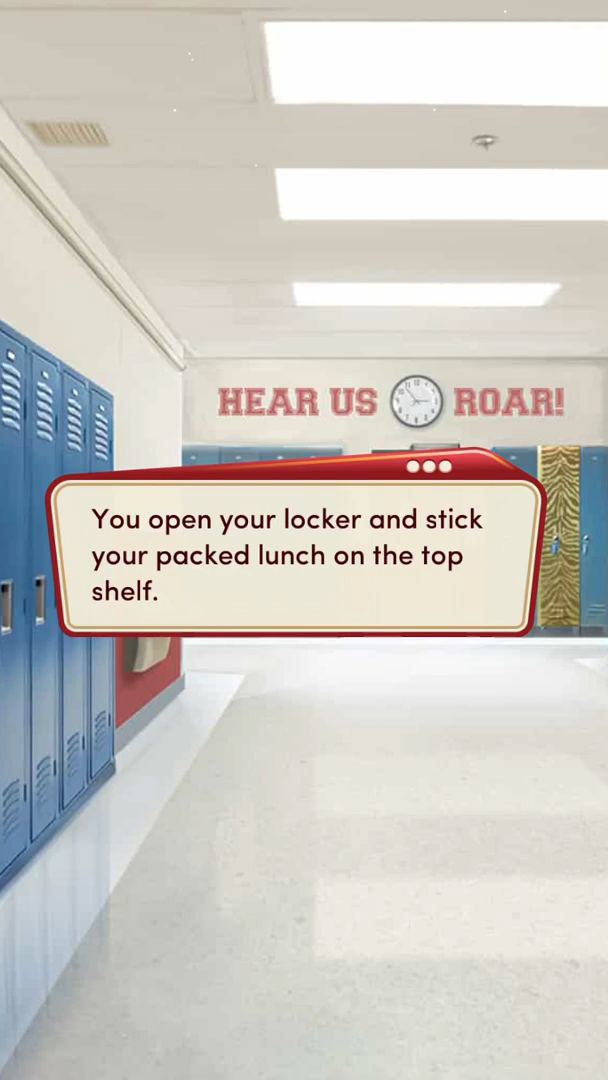 HEAR US ROAR!
You open your locker and stick
your packed lunch on the top
shelf.